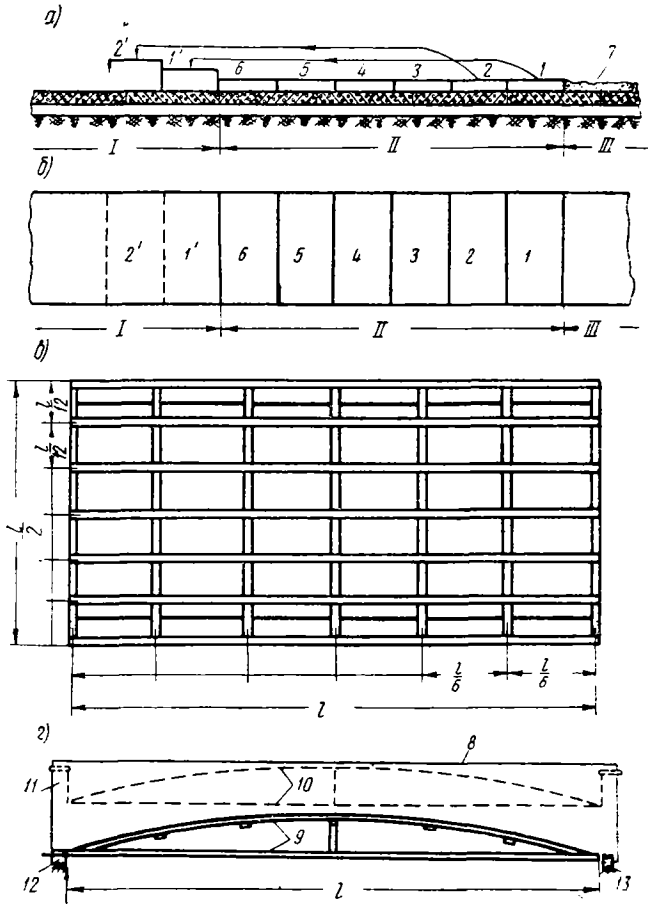 а)
2' 1' 6 5 4 3 2 1 7
I II III
б)
2' 1' 6 5 4 3 2 1
I II III
в)
l/12
l/12
l/2
l/6 l/6
l
г)
8
11 10
9
12 13
l